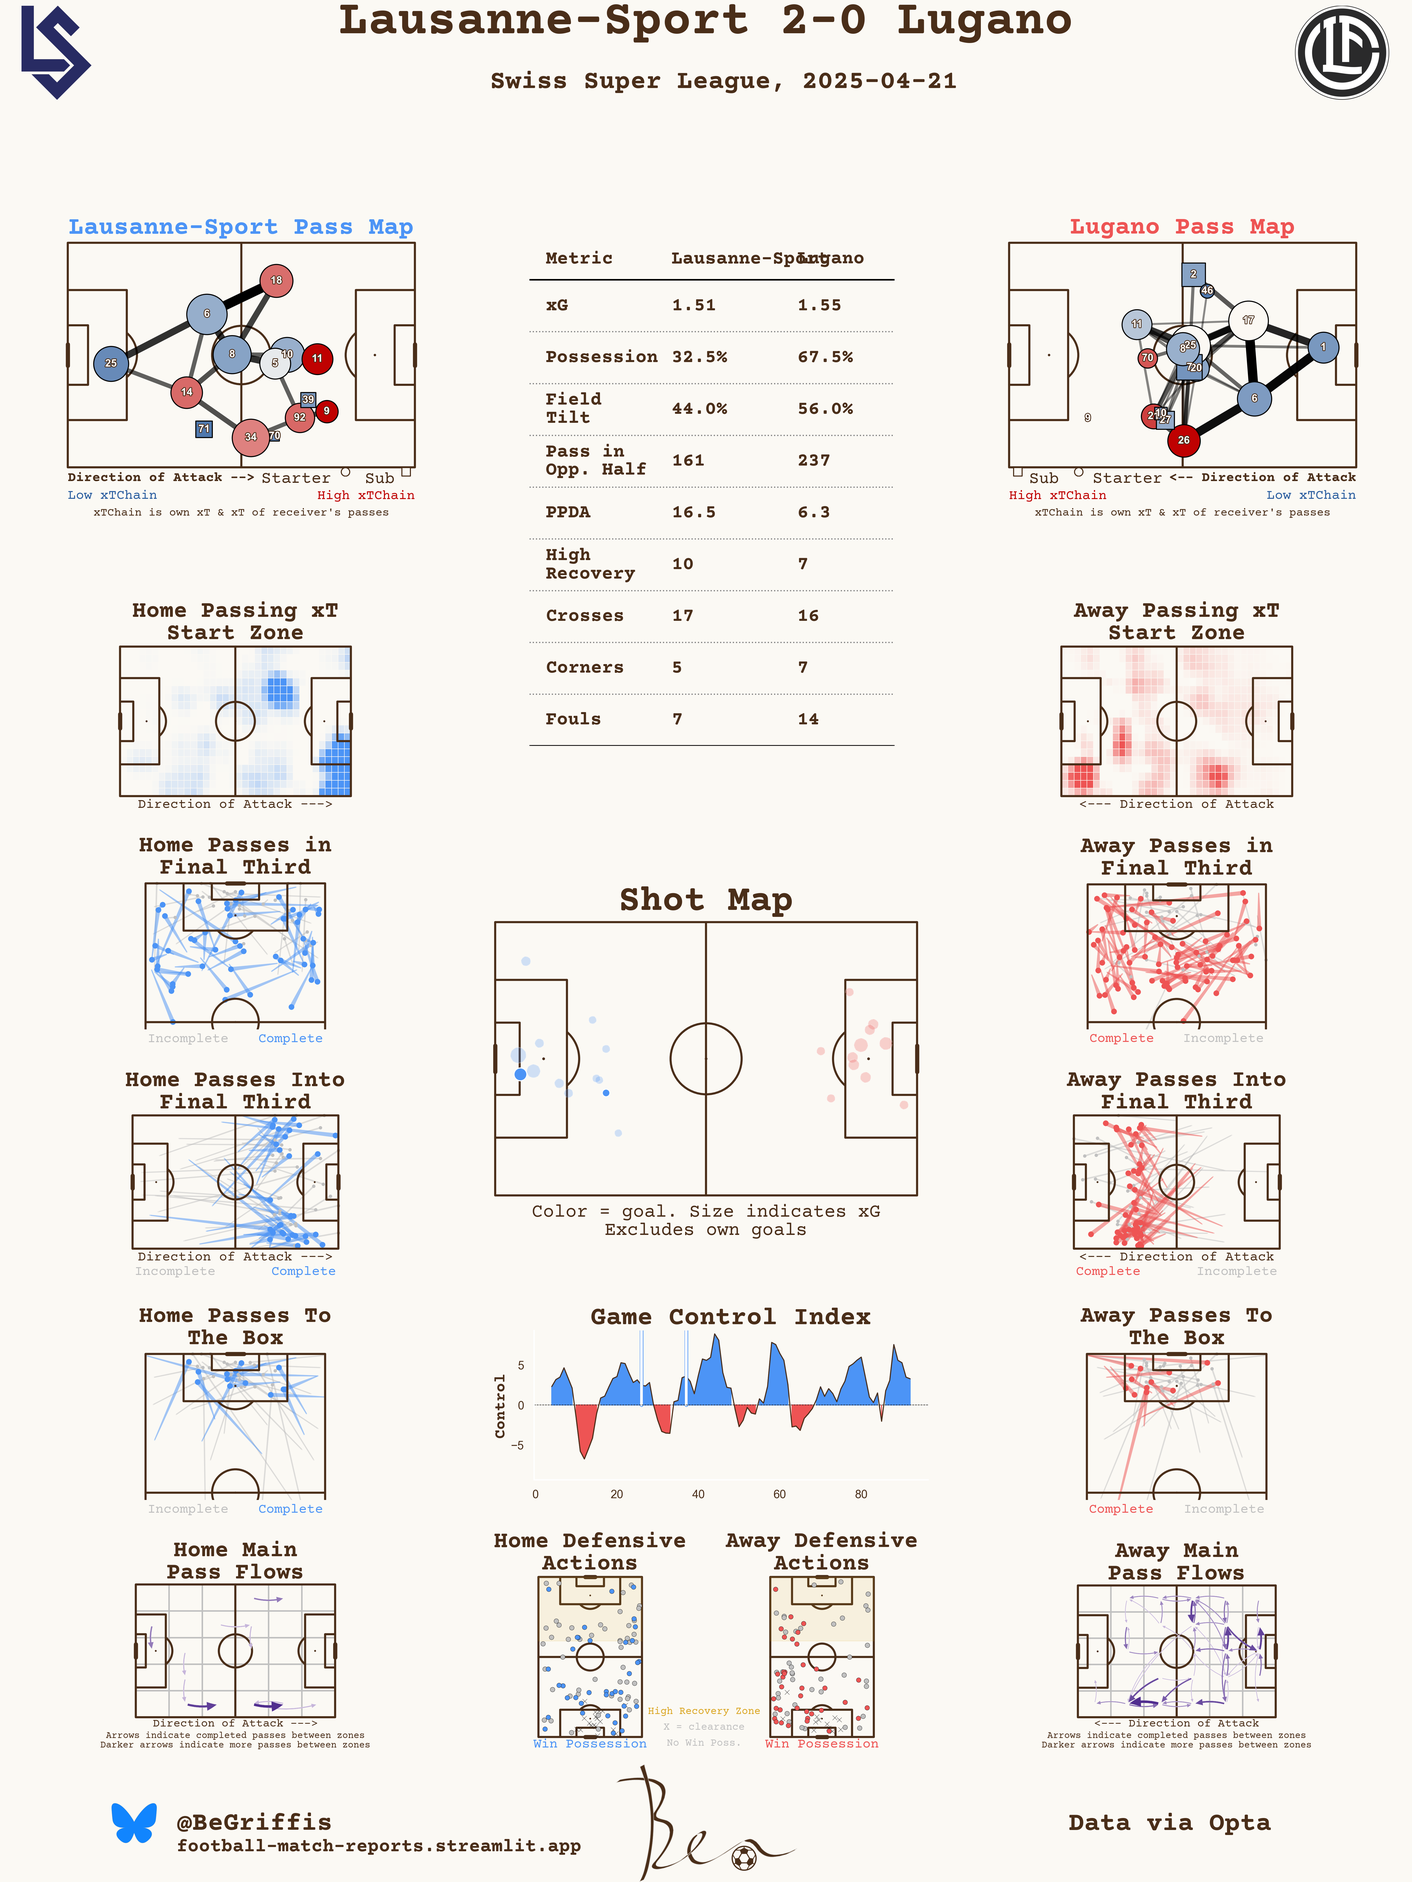 Lausanne-Sport 2-0 Lugano
Swiss Super League, 2025-04-21
Lausanne-Sport Pass Map
18
6
8
10
5
11
25
14
39
9
92
71
34
70
Direction of Attack --> Starter Sub
Low xTChain High xTChain
xTChain is own xT & xT of receiver's passes
Metric Lausanne-Sport Lugano
xG 1.51 1.55
Possession 32.5% 67.5%
Field
Tilt 44.0% 56.0%
Pass in
Opp. Half 161 237
PPDA 16.5 6.3
High
Recovery 10 7
Crosses 17 16
Corners 5 7
Fouls 7 14
Lugano Pass Map
2
46
11
17
8
25
1
70
7
20
6
9
21
10
27
26
Sub Starter <-- Direction of Attack
High xTChain Low xTChain
xTChain is own xT & xT of receiver's passes
Home Passing xT
Start Zone
Direction of Attack --->
Away Passing xT
Start Zone
<--- Direction of Attack
Home Passes in
Final Third
Incomplete Complete
Away Passes in
Final Third
Complete Incomplete
Shot Map
Color = goal. Size indicates xG
Excludes own goals
Home Passes Into
Final Third
Direction of Attack --->
Incomplete Complete
Away Passes Into
Final Third
<--- Direction of Attack
Complete Incomplete
Home Passes To
The Box
Incomplete Complete
Game Control Index
Control
5
0
−5
0 20 40 60 80
Away Passes To
The Box
Complete Incomplete
Home Main
Pass Flows
Direction of Attack --->
Arrows indicate completed passes between zones
Darker arrows indicate more passes between zones
Home Defensive
Actions
Win Possession
Away Defensive
Actions
Win Possession
High Recovery Zone
X = clearance
No Win Poss.
Away Main
Pass Flows
<--- Direction of Attack
Arrows indicate completed passes between zones
Darker arrows indicate more passes between zones
@BeGriffis
football-match-reports.streamlit.app
Ben
Data via Opta